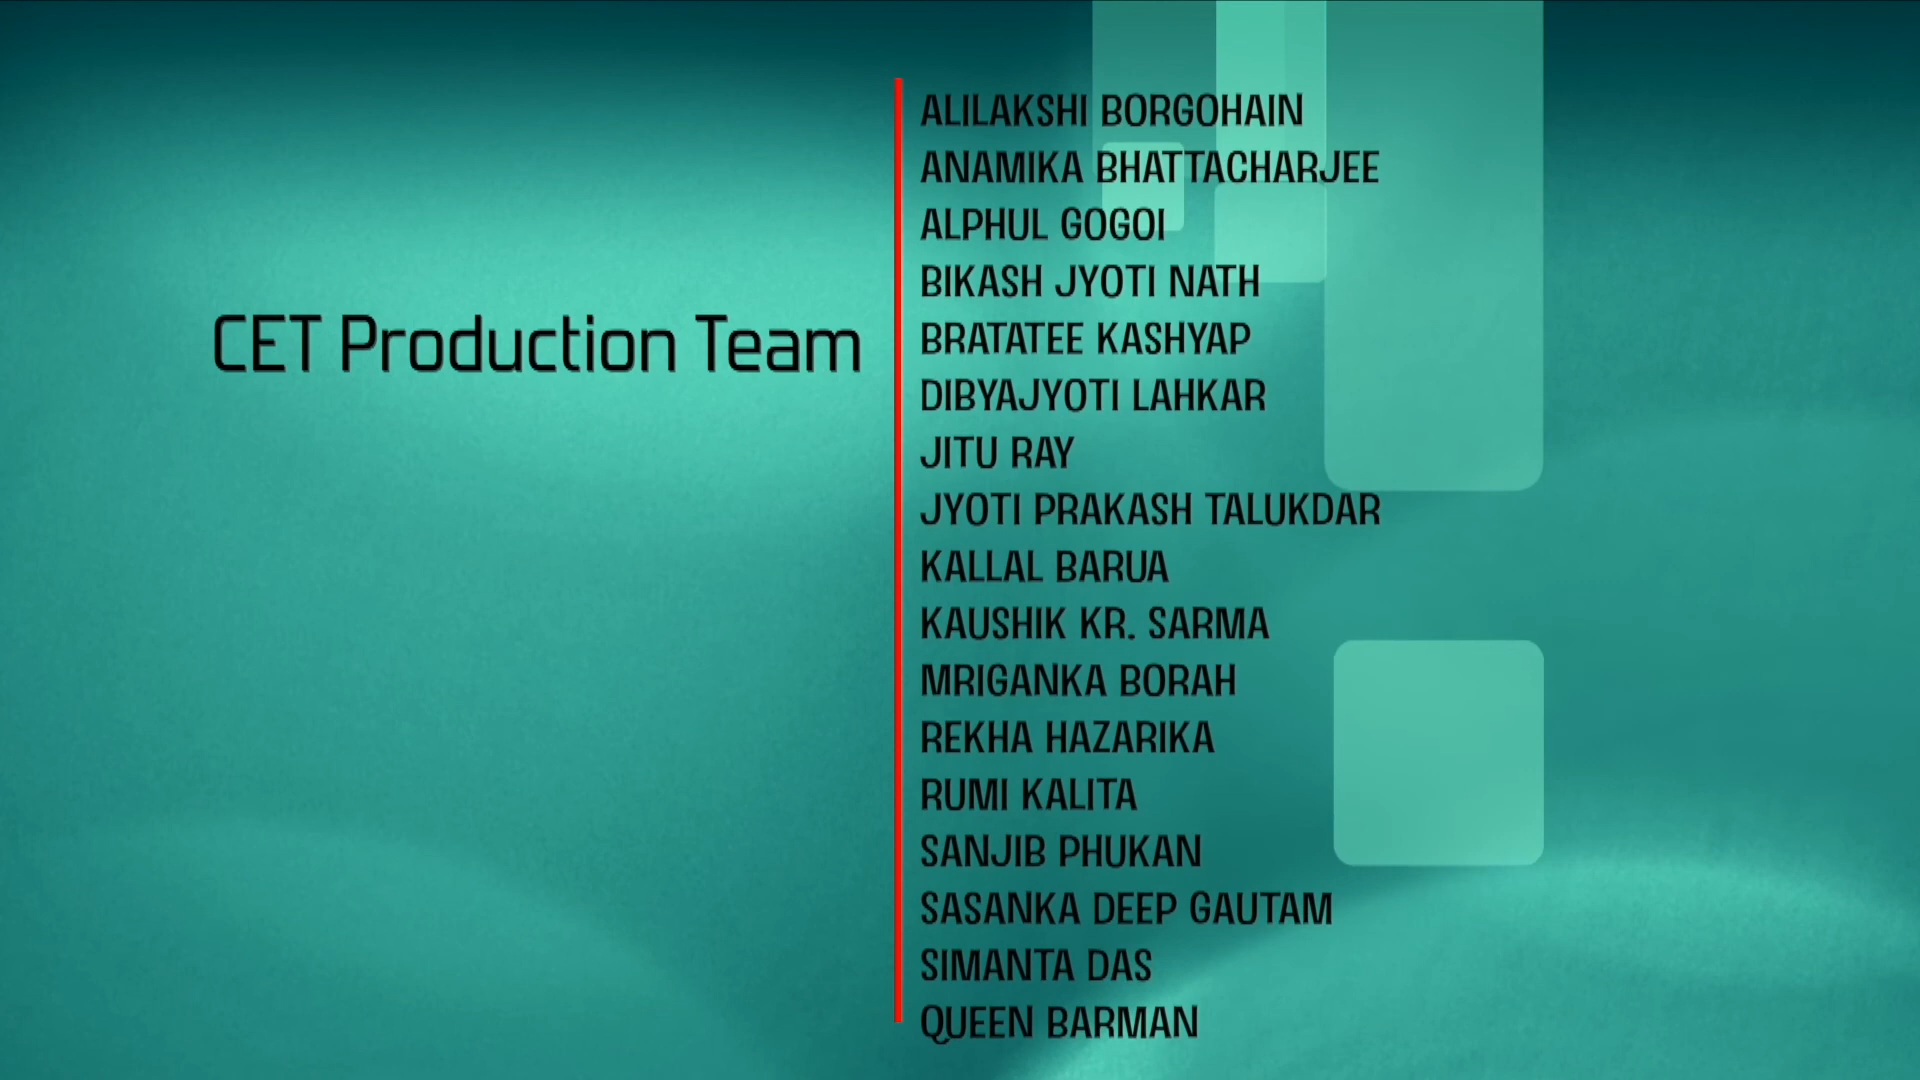 CET Production Team
ALILAKSHI BORGOHAIN
ANAMIKA BHATTACHARJEE
ALPHUL GOGOI
BIKASH JYOTI NATH
BRATATEE KASHYAP
DIBYAJYOTI LAHKAR
JITU RAY
JYOTI PRAKASH TALUKDAR
KALLAL BARUA
KAUSHIK KR. SARMA
MRIGANKA BORAH
REKHA HAZARIKA
RUMI KALITA
SANJIB PHUKAN
SASANKA DEEP GAUTAM
SIMANTA DAS
QUEEN BARMAN